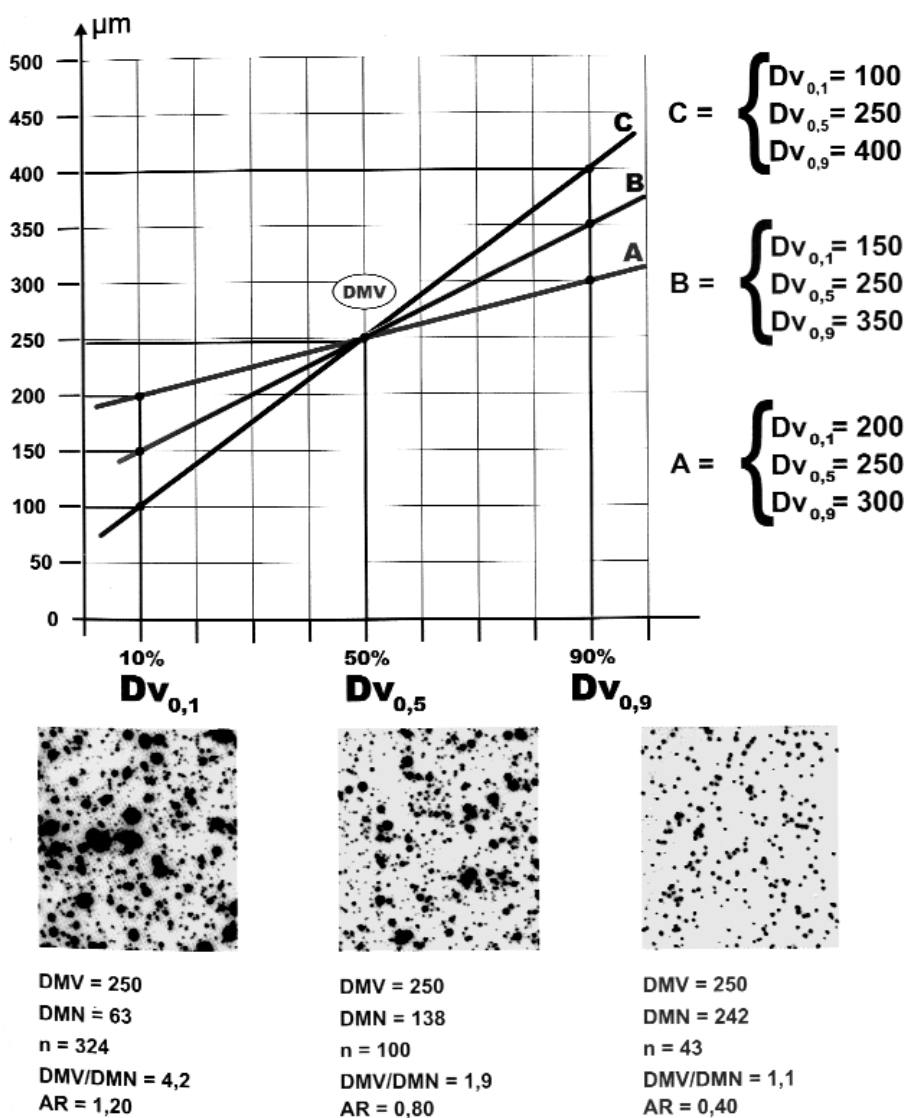 µm
500
450
400
350
300
250
200
150
100
50
0
C
B
A
DMV
10%
50%
90%
Dv0,1
Dv0,5
Dv0,9
C =
Dv0,1= 100
Dv0,5= 250
Dv0,9= 400
B =
Dv0,1= 150
Dv0,5= 250
Dv0,9= 350
A =
Dv0,1= 200
Dv0,5= 250
Dv0,9= 300
DMV = 250
DMN = 63
n = 324
DMV/DMN = 4,2
AR = 1,20
DMV = 250
DMN = 138
n = 100
DMV/DMN = 1,9
AR = 0,80
DMV = 250
DMN = 242
n = 43
DMV/DMN = 1,1
AR = 0,40